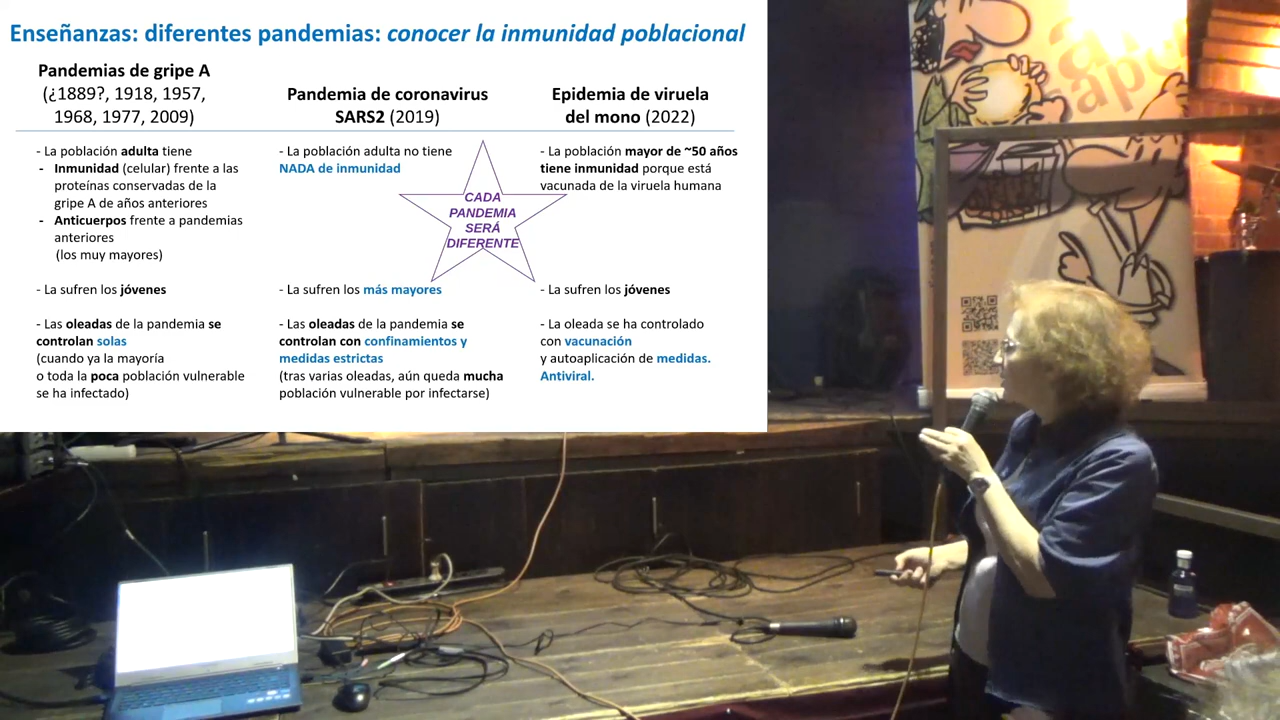 Enseñanzas: diferentes pandemias: conocer la inmunidad poblacional
Pandemias de gripe A
(¿1889?, 1918, 1957,
1968, 1977, 2009)
- La población adulta tiene
- Inmunidad (celular) frente a las
proteínas conservadas de la
gripe A de años anteriores
- Anticuerpos frente a pandemias
anteriores
(los muy mayores)
- La sufren los jóvenes
- Las oleadas de la pandemia se
controlan solas
(cuando ya la mayoría
o toda la poca población vulnerable
se ha infectado)
Pandemia de coronavirus
SARS2 (2019)
- La población adulta no tiene
NADA de inmunidad
CADA
PANDEMIA
SERÁ
DIFERENTE
- La sufren los más mayores
- Las oleadas de la pandemia se
controlan con confinamientos y
medidas estrictas
(tras varias oleadas, aún queda mucha
población vulnerable por infectarse)
Epidemia de viruela
del mono (2022)
- La población mayor de ~50 años
tiene inmunidad porque está
vacunada de la viruela humana
- La sufren los jóvenes
- La oleada se ha controlado
con vacunación
y autoaplicación de medidas.
Antiviral.